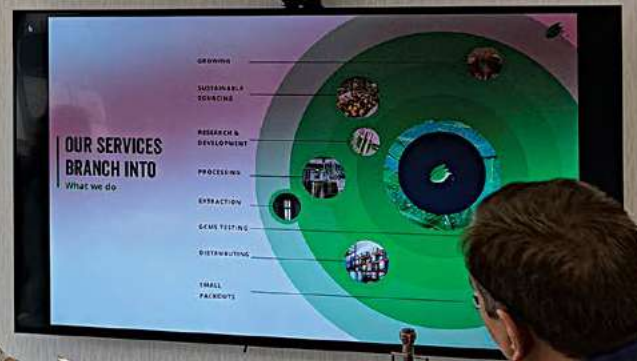 OUR SERVICES
BRANCH INTO
What we do
GROWING
SUSTAINABLE
SOURCING
RESEARCH &
DEVELOPMENT
PROCESSING
EXTRACTION
GCMS TESTING
DISTRIBUTING
SMALL
PACKOUTS